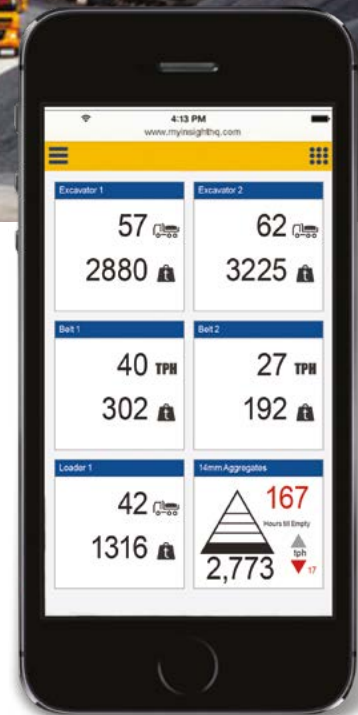 4:13 PM
www.myinsighthq.com
Excavator 1
57
2880 t
Excavator 2
62
3225 t
Belt 1
40 TPH
302 t
Belt 2
27 TPH
192 t
Loader 1
42
1316 t
14mm Aggregates
167
Hours till Empty
tph
17
2,773